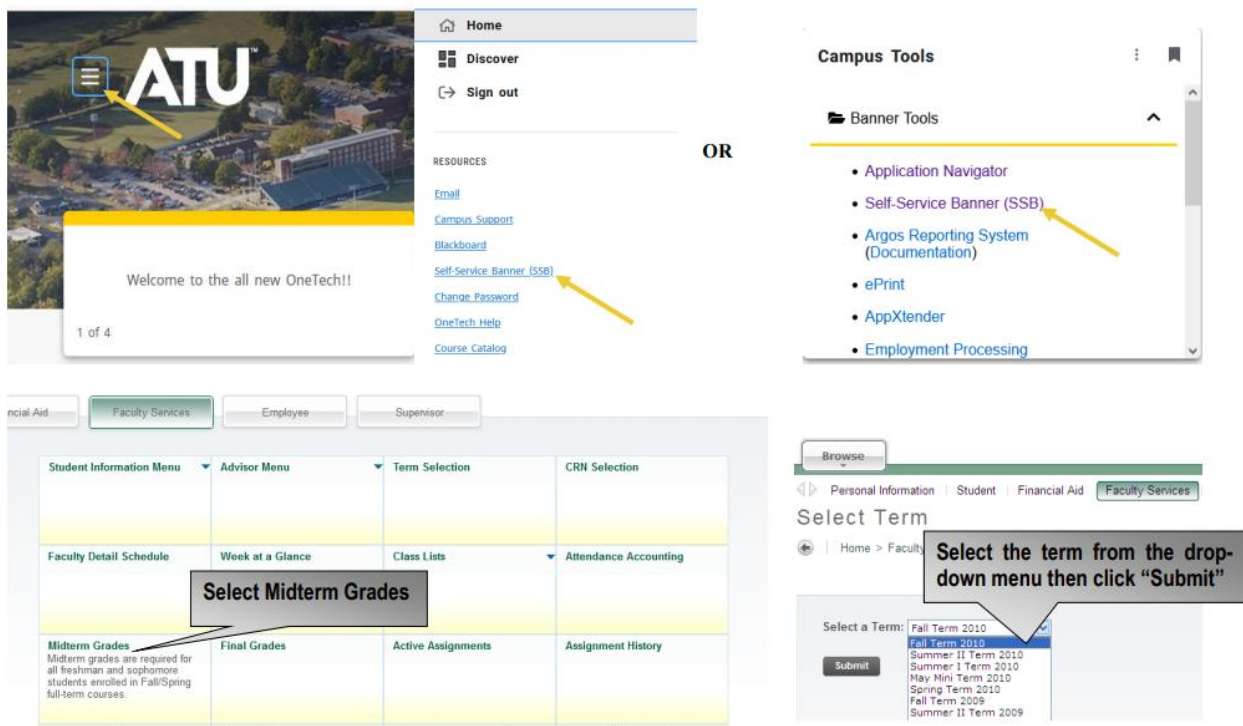 ATU™
Welcome to the all new OneTech!!
1 of 4
Home
Discover
Sign out
RESOURCES
Email
Campus Support
Blackboard
Self-Service Banner (SSB)
Change Password
OneTech Help
Course Catalog
OR
Campus Tools
Banner Tools
• Application Navigator
• Self-Service Banner (SSB)
• Argos Reporting System
(Documentation)
• ePrint
• AppXtender
• Employment Processing
ncial Aid
Faculty Services
Employee
Supervisor
Student Information Menu
Advisor Menu
Term Selection
CRN Selection
Faculty Detail Schedule
Week at a Glance
Class Lists
Attendance Accounting
Select Midterm Grades
Midterm Grades
Midterm grades are required for
all freshman and sophomore
students enrolled in Fall/Spring
full-term courses.
Final Grades
Active Assignments
Assignment History
Browse
Personal Information
Student
Financial Aid
Faculty Services
Select Term
Home > Faculty
Select the term from the drop-
down menu then click “Submit”
Select a Term:
Fall Term 2010
Fall Term 2010
Summer II Term 2010
Summer I Term 2010
May Mini Term 2010
Spring Term 2010
Fall Term 2009
Summer II Term 2009
Submit